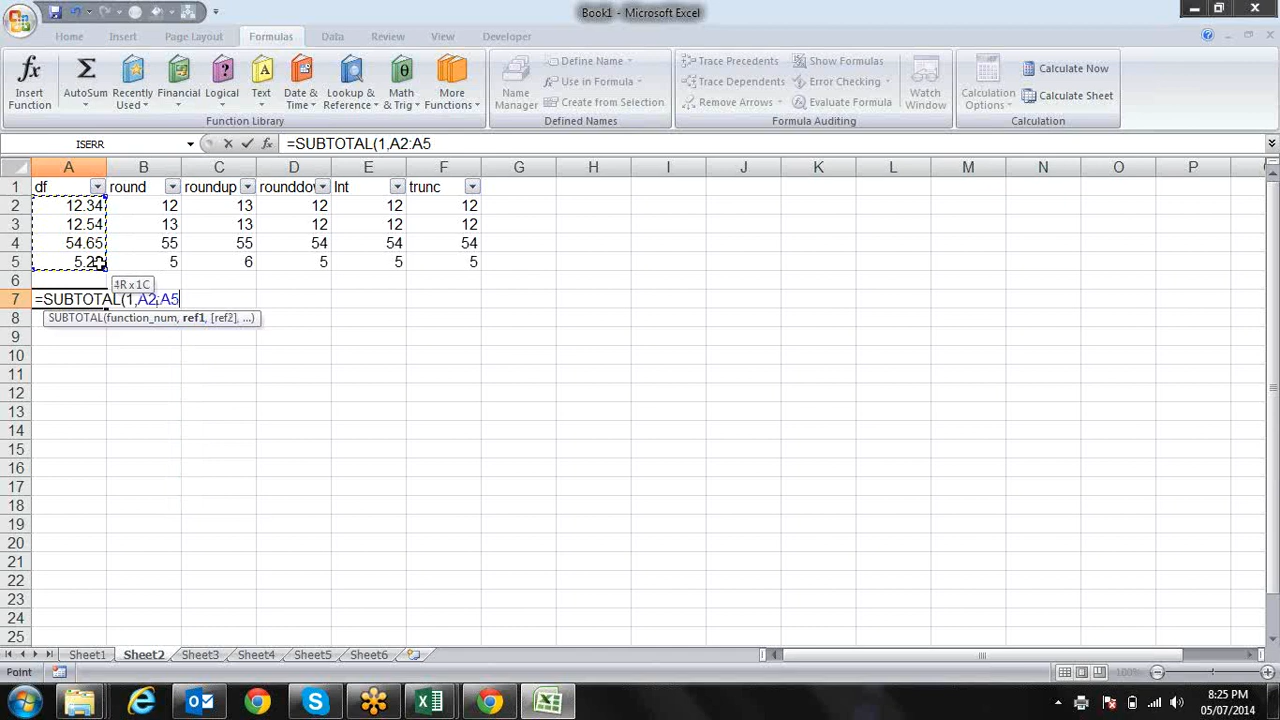 Book1 - Microsoft Excel
Home Insert Page Layout Formulas Data Review View Developer
Insert Function
AutoSum
Recently Used
Financial
Logical
Text
Date & Time
Lookup & Reference
Math & Trig
More Functions
Function Library
Name Manager
Define Name
Use in Formula
Create from Selection
Defined Names
Trace Precedents
Trace Dependents
Remove Arrows
Show Formulas
Error Checking
Evaluate Formula
Watch Window
Formula Auditing
Calculation Options
Calculate Now
Calculate Sheet
Calculation
ISERR =SUBTOTAL(1,A2:A5
A B C D E F G H I J K L M N O P
1 df round roundup rounddov Int trunc
2 12.34 12 13 12 12 12
3 12.54 13 13 12 12 12
4 54.65 55 55 54 54 54
5 5 6 5 5 5
6 4R x 1C
7 =SUBTOTAL(1,A2:A5
8 SUBTOTAL(function_num, ref1, [ref2], ...)
9
10
11
12
13
14
15
16
17
18
19
20
21
22
23
24
25
Sheet1 Sheet2 Sheet3 Sheet4 Sheet5 Sheet6
Point 100%
8:25 PM
05/07/2014